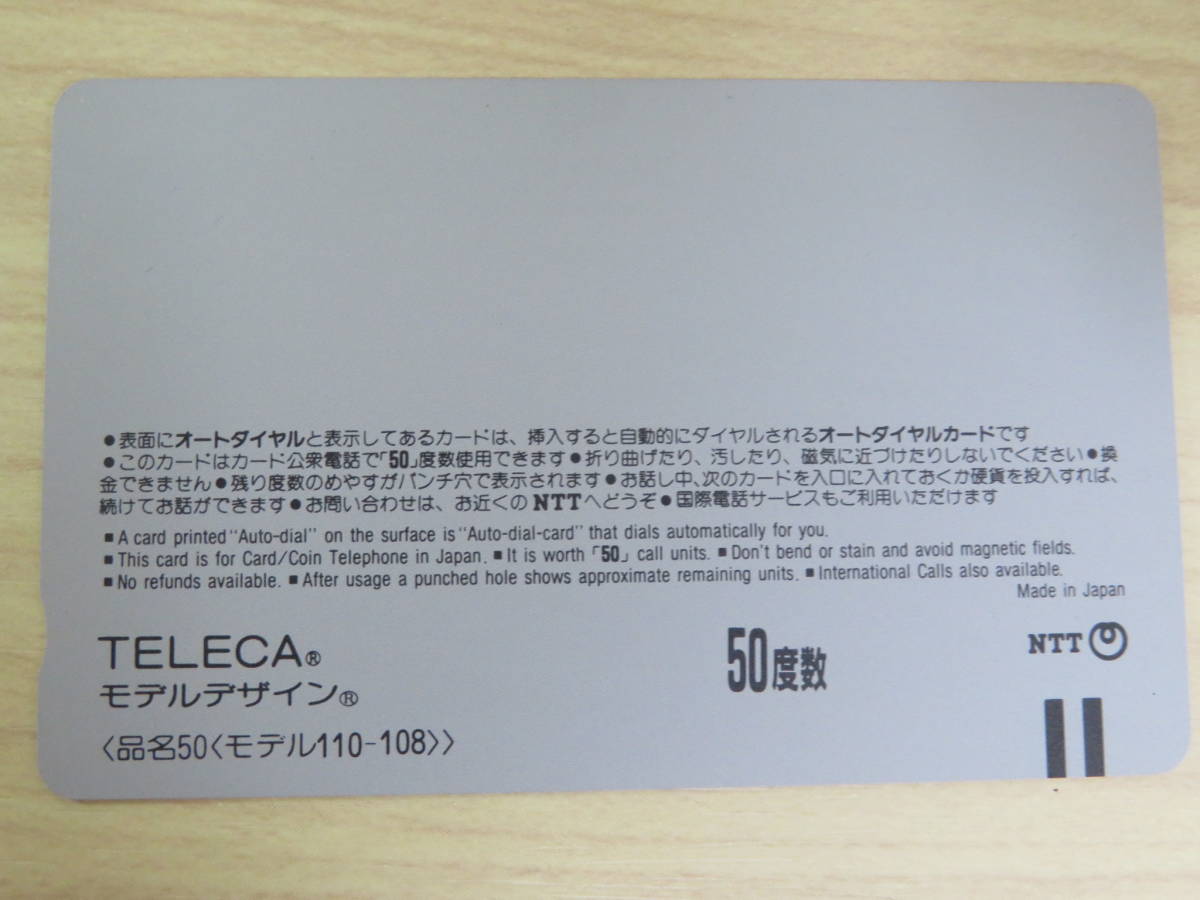 ●表面にオートダイヤルと表示してあるカードは、挿入すると自動的にダイヤルされるオートダイヤルカードです
●このカードはカード公衆電話で「50」度数使用できます●折り曲げたり、汚したり、磁気に近づけたりしないでください●換
金できません●残り度数のめやすがパンチ穴で表示されます●お話し中、次のカードを入口に入れておくか硬貨を投入すれば、
続けてお話ができます●お問い合わせは、お近くのNTTへどうぞ●国際電話サービスもご利用いただけます
■A card printed "Auto-dial" on the surface is "Auto-dial-card" that dials automatically for you.
■This card is for Card/Coin Telephone in Japan. ■It is worth「50」call units. ■Don't bend or stain and avoid magnetic fields.
■No refunds available. ■After usage a punched hole shows approximate remaining units. ■International Calls also available.
Made in Japan
TELECA®
モデルデザイン®
〈品名50〈モデル110-108〉〉
50度数
NTT